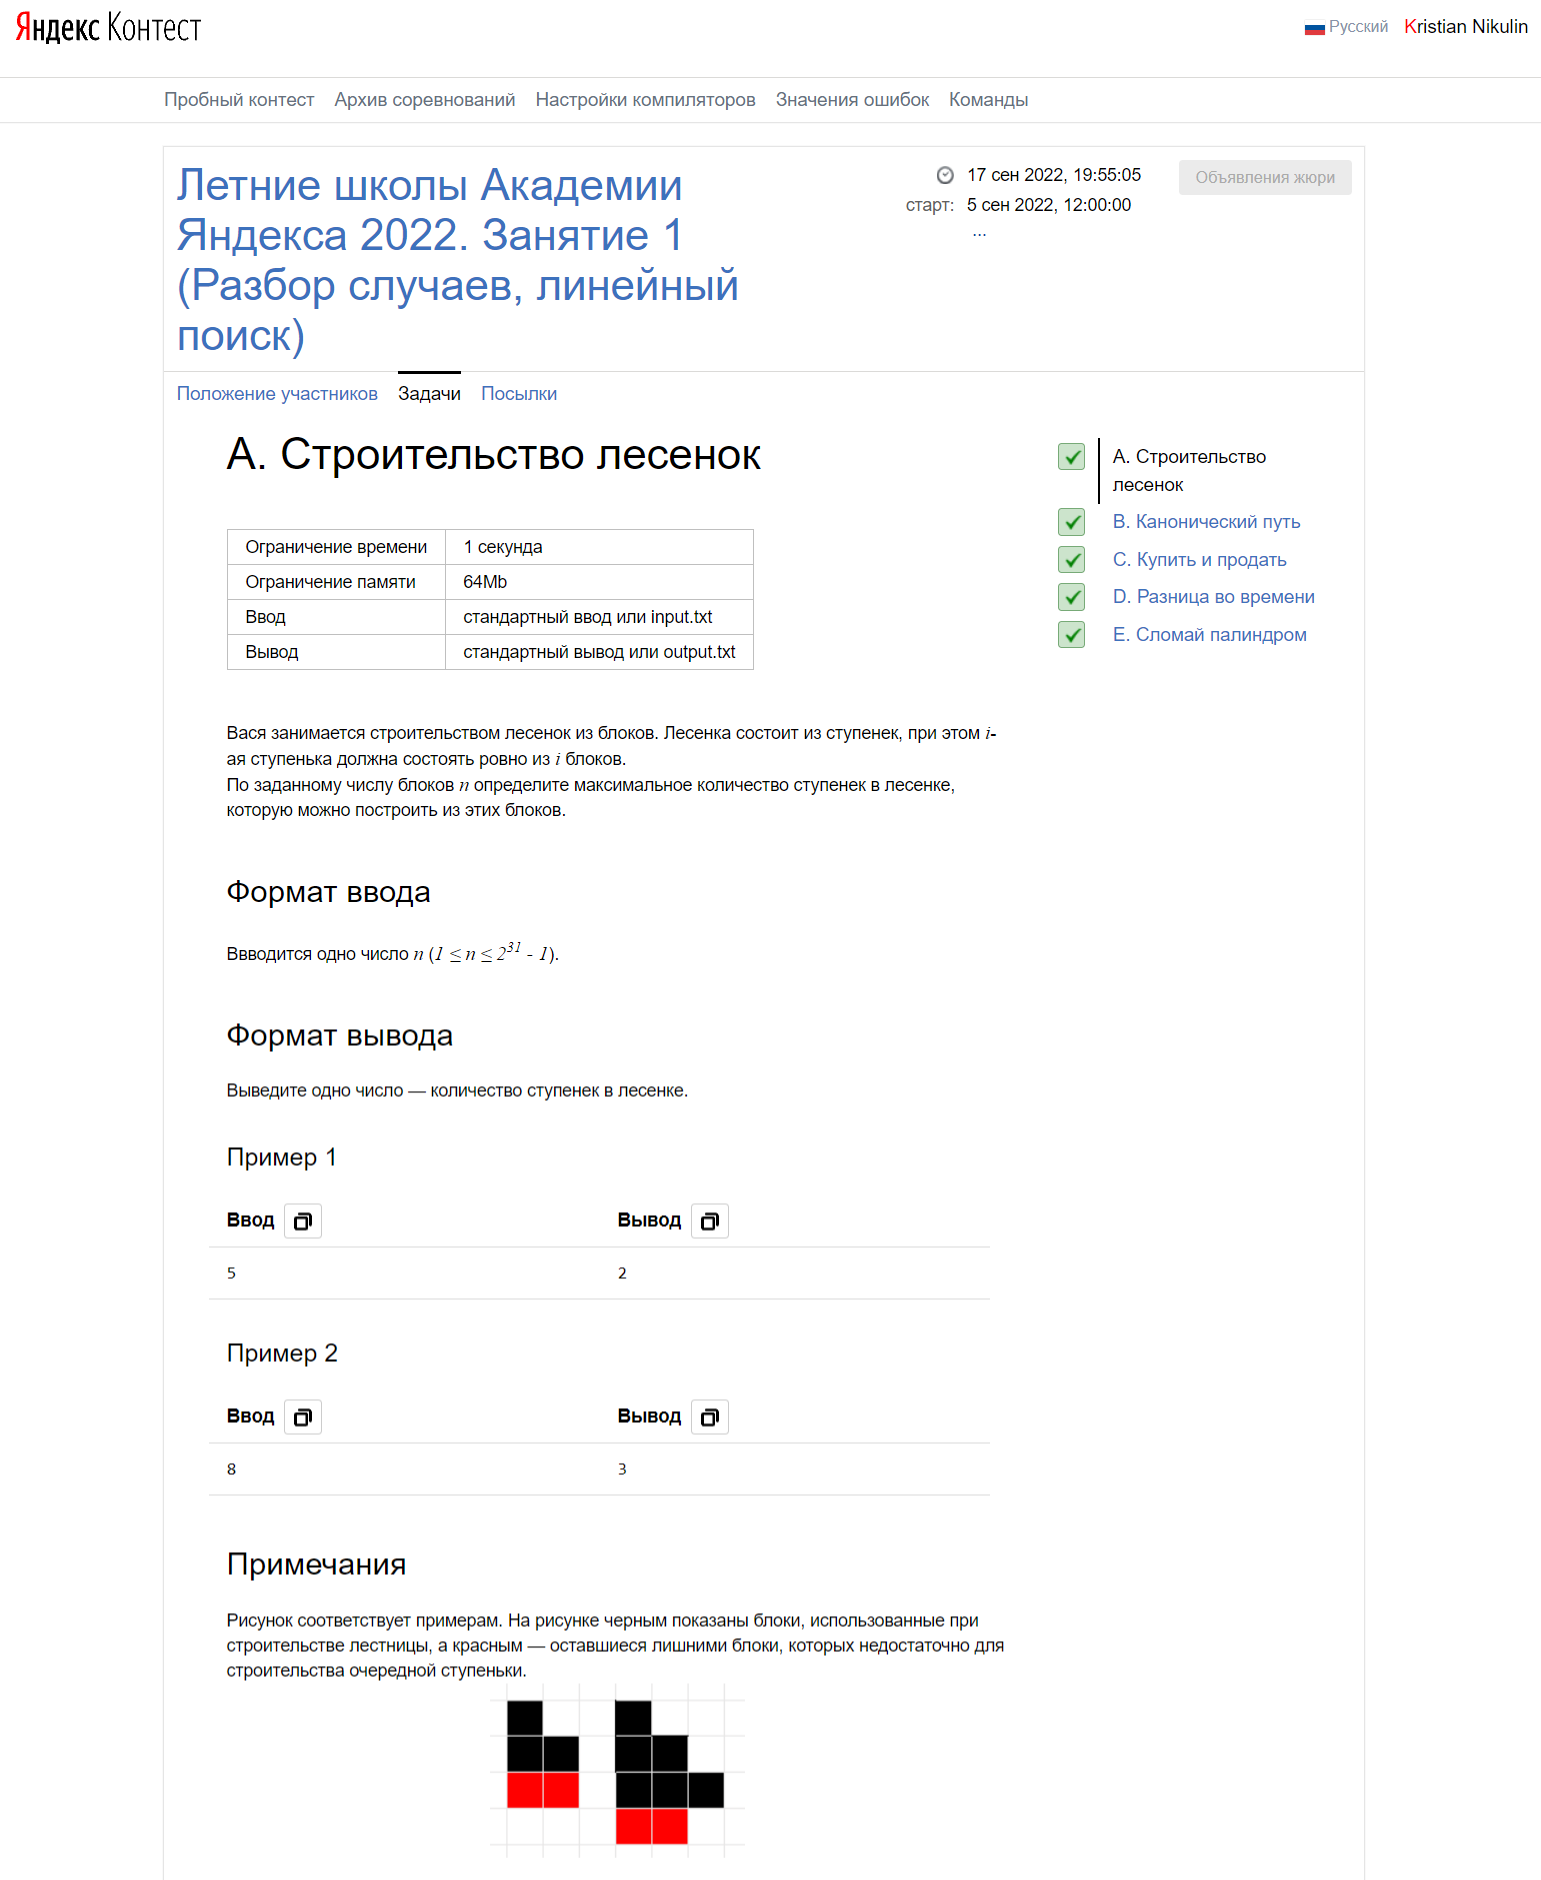 Яндекс Контест
Русский Kristian Nikulin
Пробный контест Архив соревнований Настройки компиляторов Значения ошибок Команды
Летние школы Академии
Яндекса 2022. Занятие 1
(Разбор случаев, линейный
поиск)
17 сен 2022, 19:55:05
старт: 5 сен 2022, 12:00:00
...
Объявления жюри
Положение участников Задачи Посылки
A. Строительство лесенок
Ограничение времени 1 секунда
Ограничение памяти 64Mb
Ввод стандартный ввод или input.txt
Вывод стандартный вывод или output.txt
A. Строительство
лесенок
B. Канонический путь
C. Купить и продать
D. Разница во времени
E. Сломай палиндром
Вася занимается строительством лесенок из блоков. Лесенка состоит из ступенек, при этом i-
ая ступенька должна состоять ровно из i блоков.
По заданному числу блоков n определите максимальное количество ступенек в лесенке,
которую можно построить из этих блоков.
Формат ввода
Ввводится одно число n (1 ≤ n ≤ 2^31 - 1).
Формат вывода
Выведите одно число — количество ступенек в лесенке.
Пример 1
Ввод Вывод
5 2
Пример 2
Ввод Вывод
8 3
Примечания
Рисунок соответствует примерам. На рисунке черным показаны блоки, использованные при
строительстве лестницы, а красным — оставшиеся лишними блоки, которых недостаточно для
строительства очередной ступеньки.